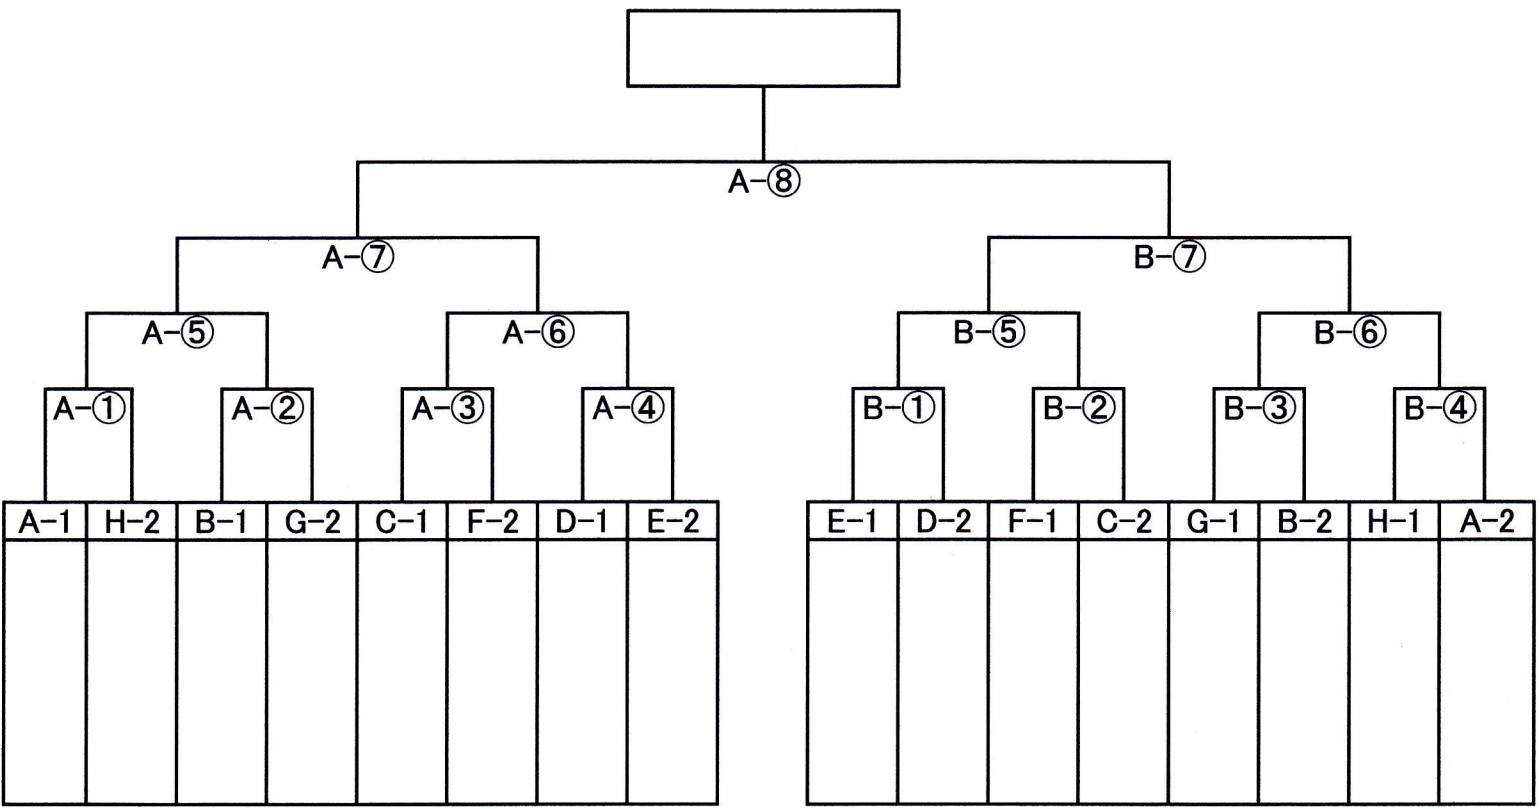 A-⑧
A-⑦ B-⑦
A-⑤ A-⑥ B-⑤ B-⑥
A-① A-② A-③ A-④ B-① B-② B-③ B-④
A-1 H-2 B-1 G-2 C-1 F-2 D-1 E-2 E-1 D-2 F-1 C-2 G-1 B-2 H-1 A-2